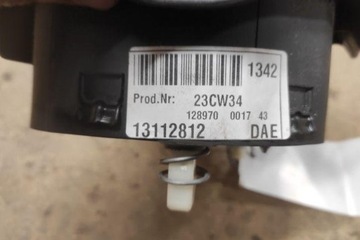 1342
Prod.Nr: 23CW34
128970 0017 43
13112812 DAE